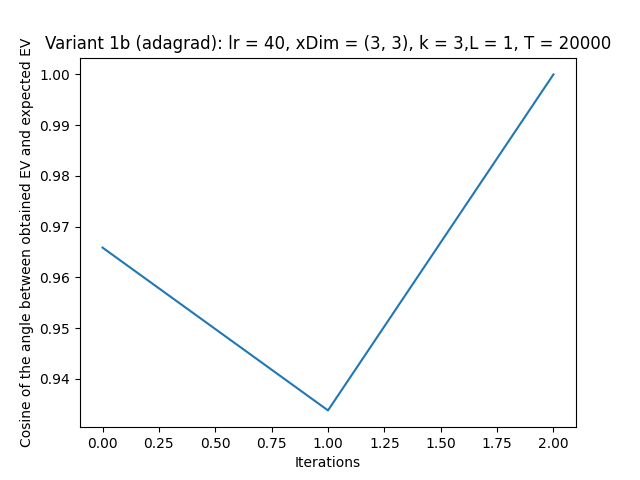 Variant 1b (adagrad): lr = 40, xDim = (3, 3), k = 3,L = 1, T = 20000
Cosine of the angle between obtained EV and expected EV
1.00
0.99
0.98
0.97
0.96
0.95
0.94
0.00 0.25 0.50 0.75 1.00 1.25 1.50 1.75 2.00
Iterations